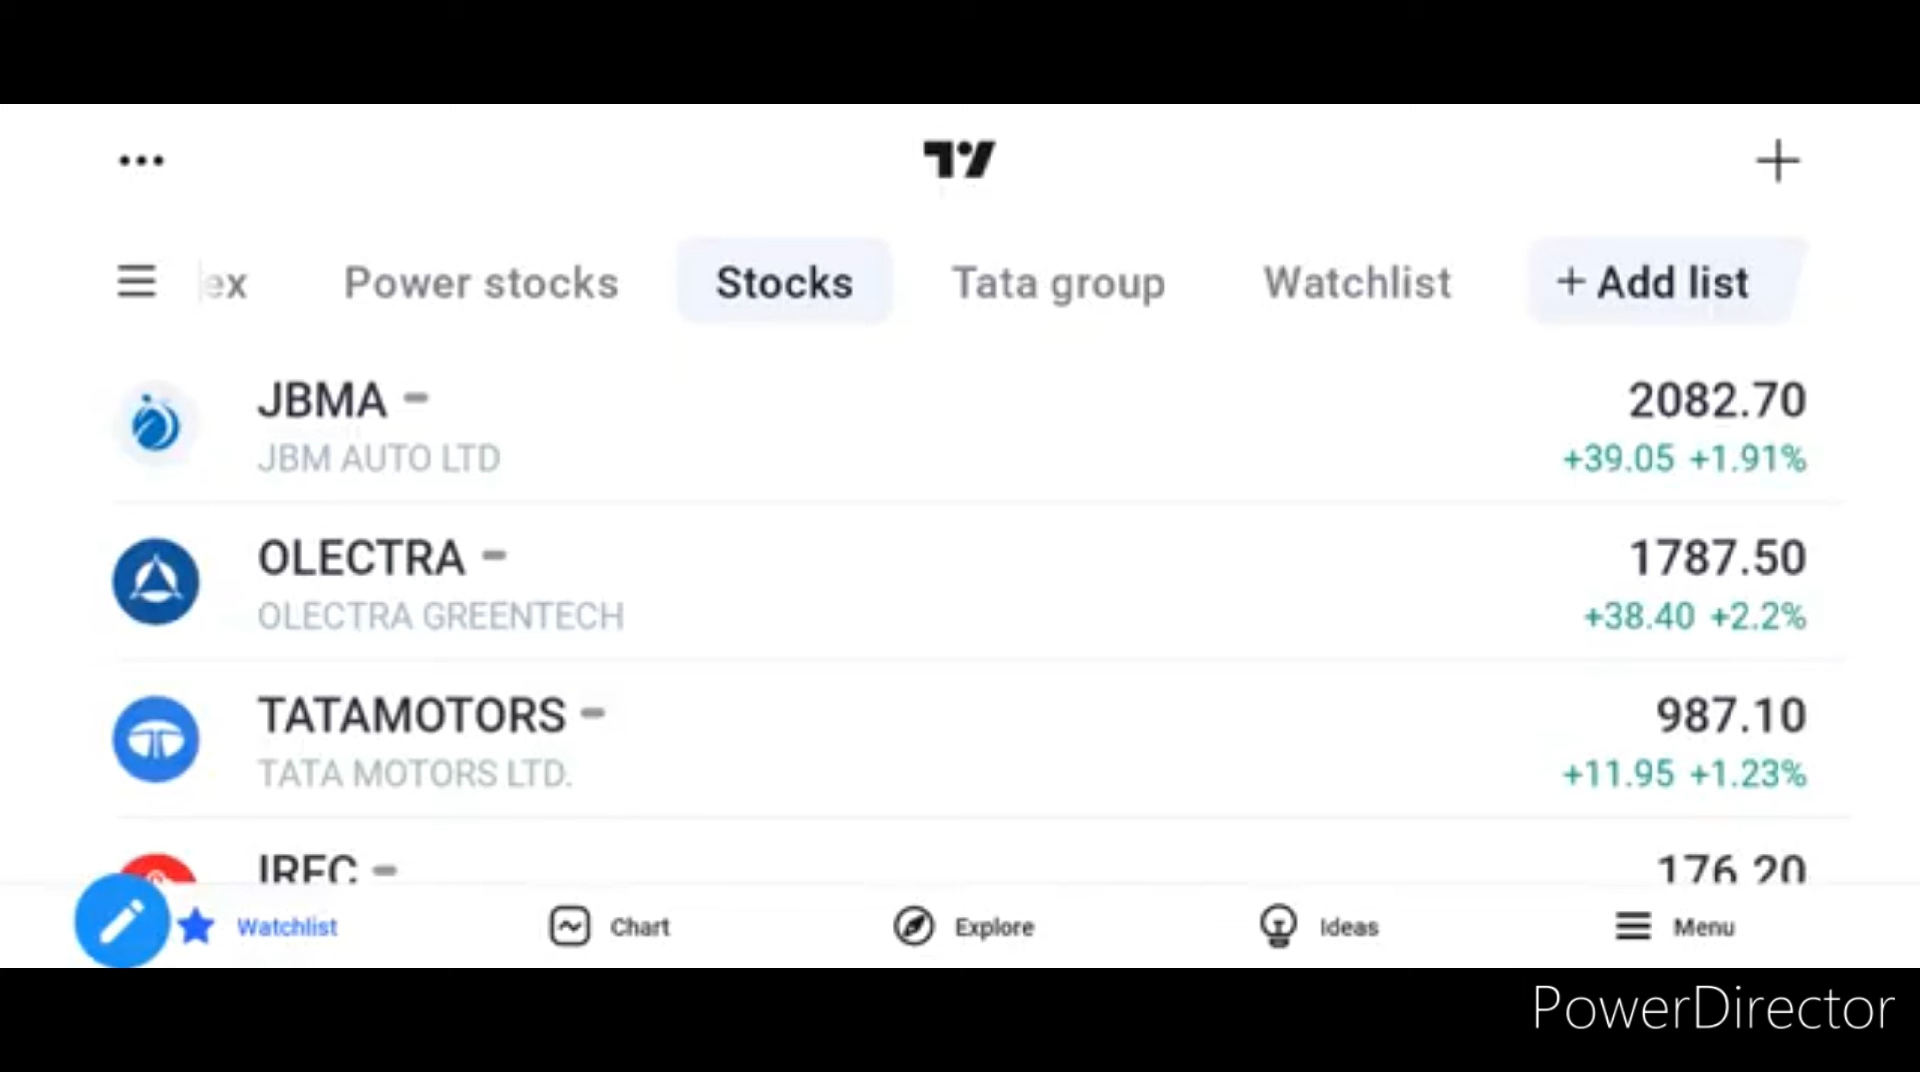 ex Power stocks Stocks Tata group Watchlist + Add list
JBMA 2082.70
JBM AUTO LTD +39.05 +1.91%
OLECTRA 1787.50
OLECTRA GREENTECH +38.40 +2.2%
TATAMOTORS 987.10
TATA MOTORS LTD. +11.95 +1.23%
IRFC 176.20
Watchlist Chart Explore Ideas Menu
PowerDirector